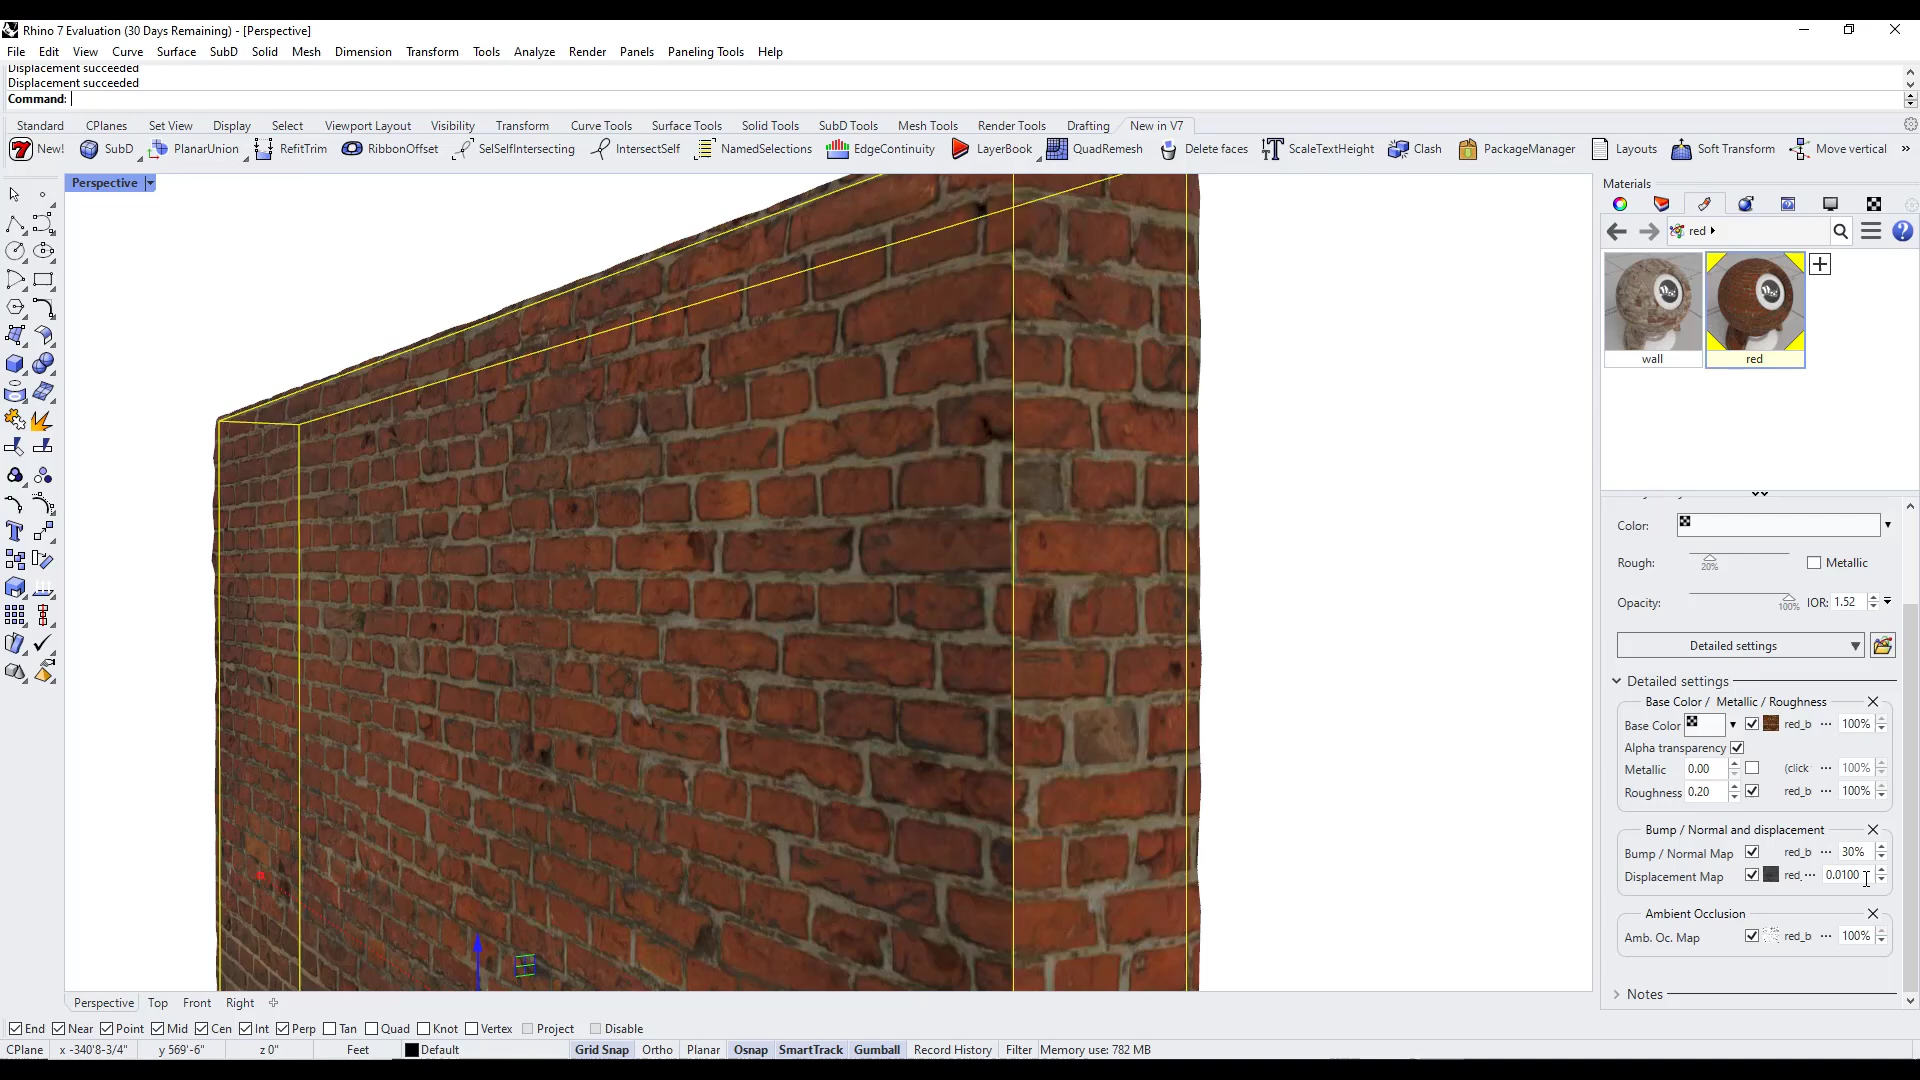 Rhino 7 Evaluation (30 Days Remaining) - [Perspective]
File Edit View Curve Surface SubD Solid Mesh Dimension Transform Tools Analyze Render Panels Paneling Tools Help
Displacement succeeded
Displacement succeeded
Command:
Standard CPlanes Set View Display Select Viewport Layout Visibility Transform Curve Tools Surface Tools Solid Tools SubD Tools Mesh Tools Render Tools Drafting New in V7
7 New! SubD PlanarUnion RefitTrim RibbonOffset SelSelfIntersecting IntersectSelf NamedSelections EdgeContinuity LayerBook QuadRemesh Delete faces ScaleTextHeight Clash PackageManager Layouts Soft Transform Move vertical »
Perspective
Materials
red
wall red
Color:
Rough: 20% Metallic
Opacity: 100% IOR: 1.52
Detailed settings
Detailed settings
Base Color / Metallic / Roughness
Base Color red_b ··· 100%
Alpha transparency
Metallic 0.00 (click ··· 100%
Roughness 0.20 red_b ··· 100%
Bump / Normal and displacement
Bump / Normal Map red_b ··· 30%
Displacement Map red_ ··· 0.0100
Ambient Occlusion
Amb. Oc. Map red_b ··· 100%
Notes
Perspective Top Front Right
End Near Point Mid Cen Int Perp Tan Quad Knot Vertex Project Disable
CPlane x -340'8-3/4" y 569'-6" z 0" Feet Default Grid Snap Ortho Planar Osnap SmartTrack Gumball Record History Filter Memory use: 782 MB